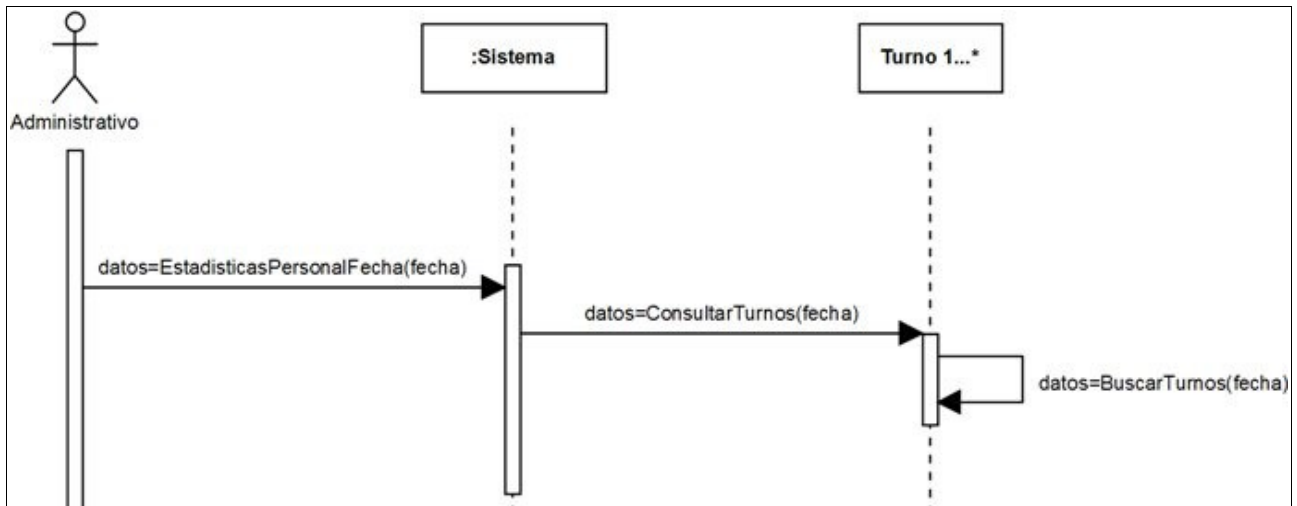 :Sistema
Turno 1...*
Administrativo
datos=EstadisticasPersonalFecha(fecha)
datos=ConsultarTurnos(fecha)
datos=BuscarTurnos(fecha)